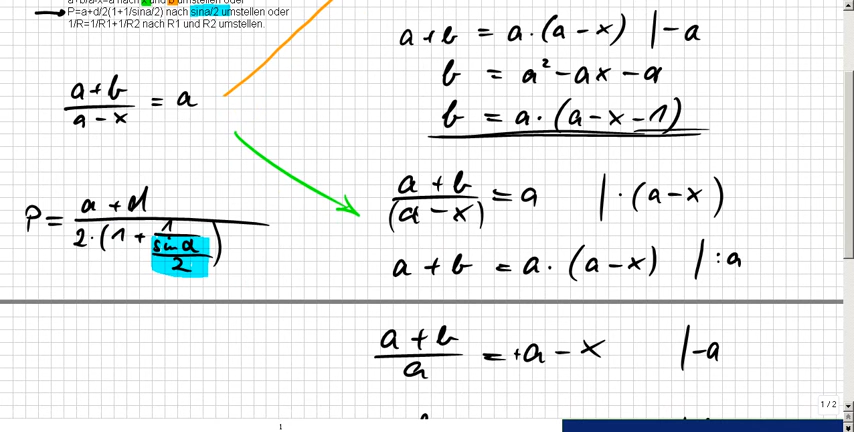 a+b/a-x=a nach x und b umstellen oder
P=a+d/2(1+1/sina/2) nach sina/2 umstellen oder
1/R=1/R1+1/R2 nach R1 und R2 umstellen.
a+b = a·(a-x) |-a
b = a²-ax-a
b = a·(a-x-1)
(a+b)/(a-x) = a
(a+b)/(a-x) = a |·(a-x)
P = (a+d)/(2·(1+1/(sin α/2)))
a+b = a·(a-x) |:a
(a+b)/a = +a-x |-a
1/2
1